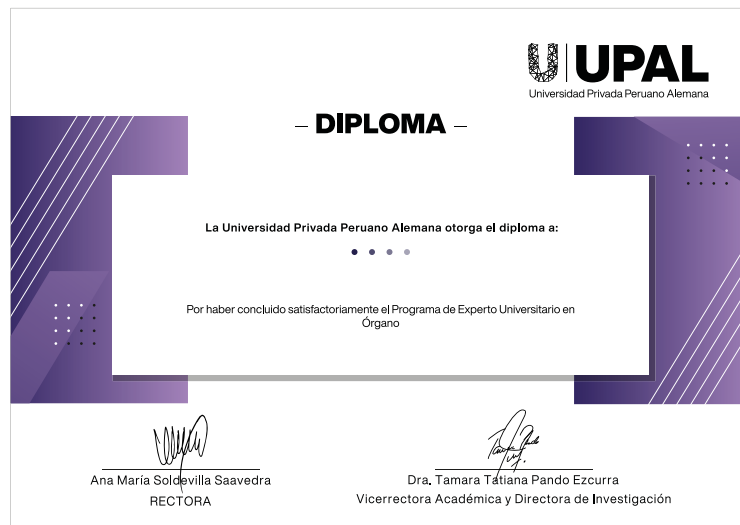 UPAL
Universidad Privada Peruano Alemana
– DIPLOMA –
La Universidad Privada Peruano Alemana otorga el diploma a:
Por haber concluido satisfactoriamente el Programa de Experto Universitario en
Órgano
Ana María Soldevilla Saavedra
RECTORA
Dra. Tamara Tatiana Pando Ezcurra
Vicerrectora Académica y Directora de Investigación